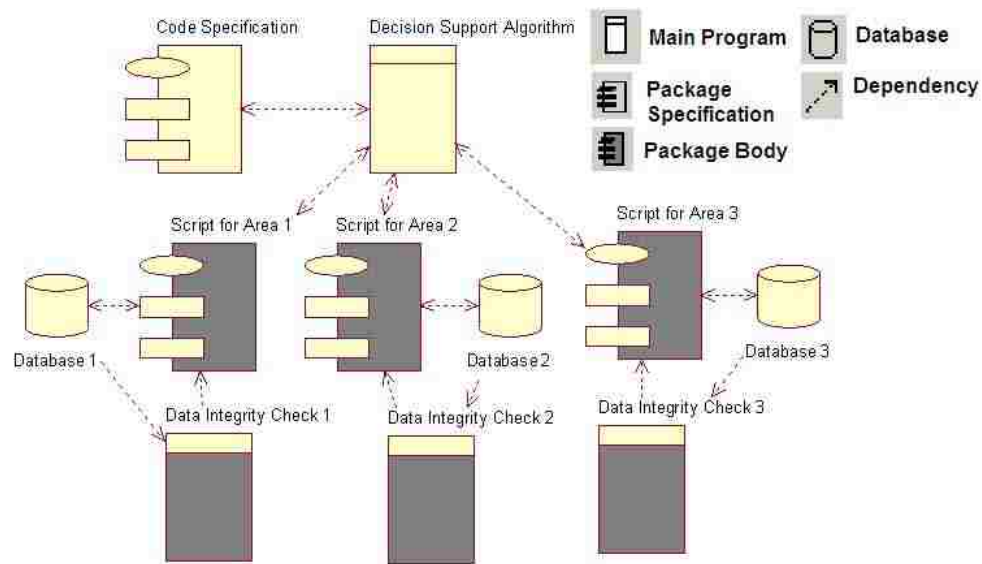 Code Specification
Decision Support Algorithm
Main Program
Database
Package
Specification
Dependency
Package Body
Script for Area 1
Script for Area 2
Script for Area 3
Database 1
Database 2
Database 3
Data Integrity Check 1
Data Integrity Check 2
Data Integrity Check 3